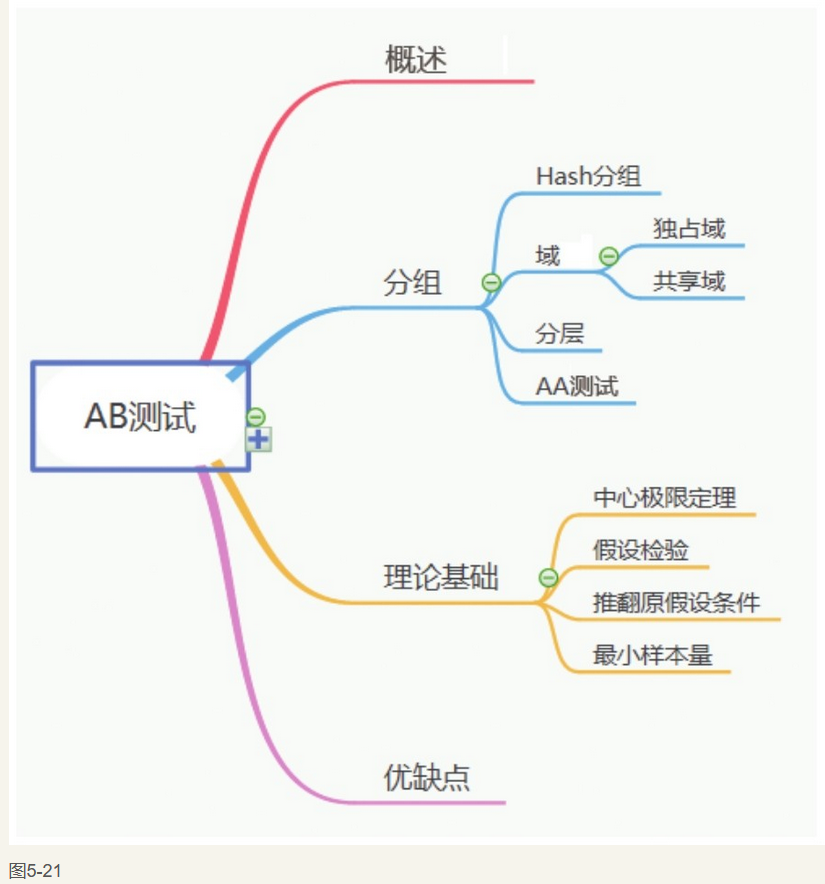 概述
Hash分组
独占域
域
共享域
分组
分层
AA测试
AB测试
中心极限定理
假设检验
理论基础
推翻原假设条件
最小样本量
优缺点
图5-21